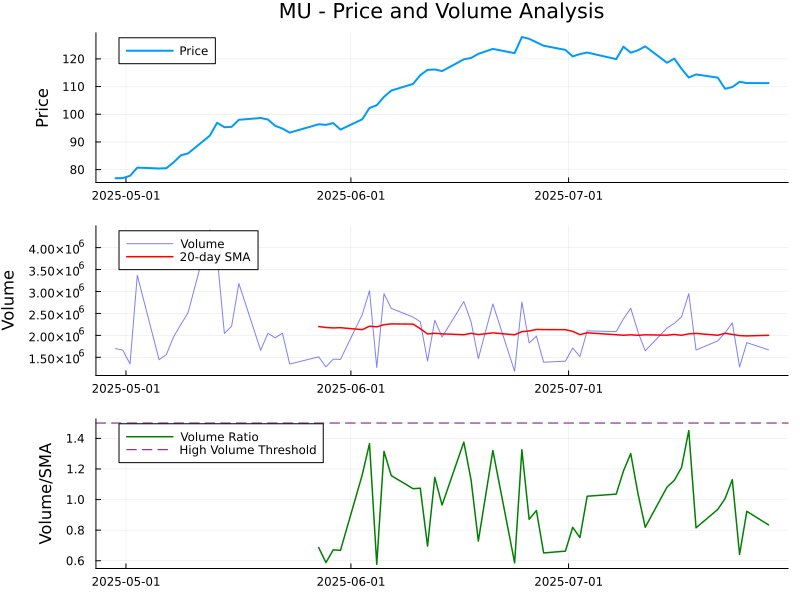 MU - Price and Volume Analysis
Price
120
110
100
90
80
Price
2025-05-01 2025-06-01 2025-07-01
Volume
20-day SMA
4.00×10⁶
3.50×10⁶
3.00×10⁶
2.50×10⁶
2.00×10⁶
1.50×10⁶
Volume
2025-05-01 2025-06-01 2025-07-01
Volume Ratio
High Volume Threshold
1.4
1.2
1.0
0.8
0.6
Volume/SMA
2025-05-01 2025-06-01 2025-07-01